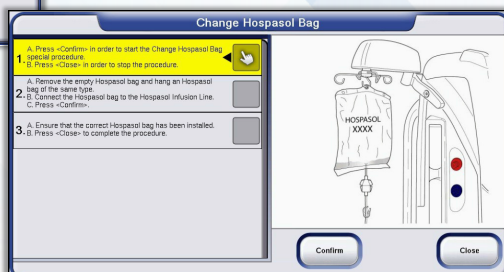 Change Hospasol Bag
1. A. Press <Confirm> in order to start the Change Hospasol Bag
special procedure.
B. Press <Close> in order to stop the procedure.
2. A. Remove the empty Hospasol bag and hang an Hospasol
bag of the same type.
B. Connect the Hospasol bag to the Hospasol Infusion Line.
C. Press <Confirm>.
3. A. Ensure that the correct Hospasol bag has been installed.
B. Press <Close> to complete the procedure.
HOSPASOL
XXXX
Confirm
Close